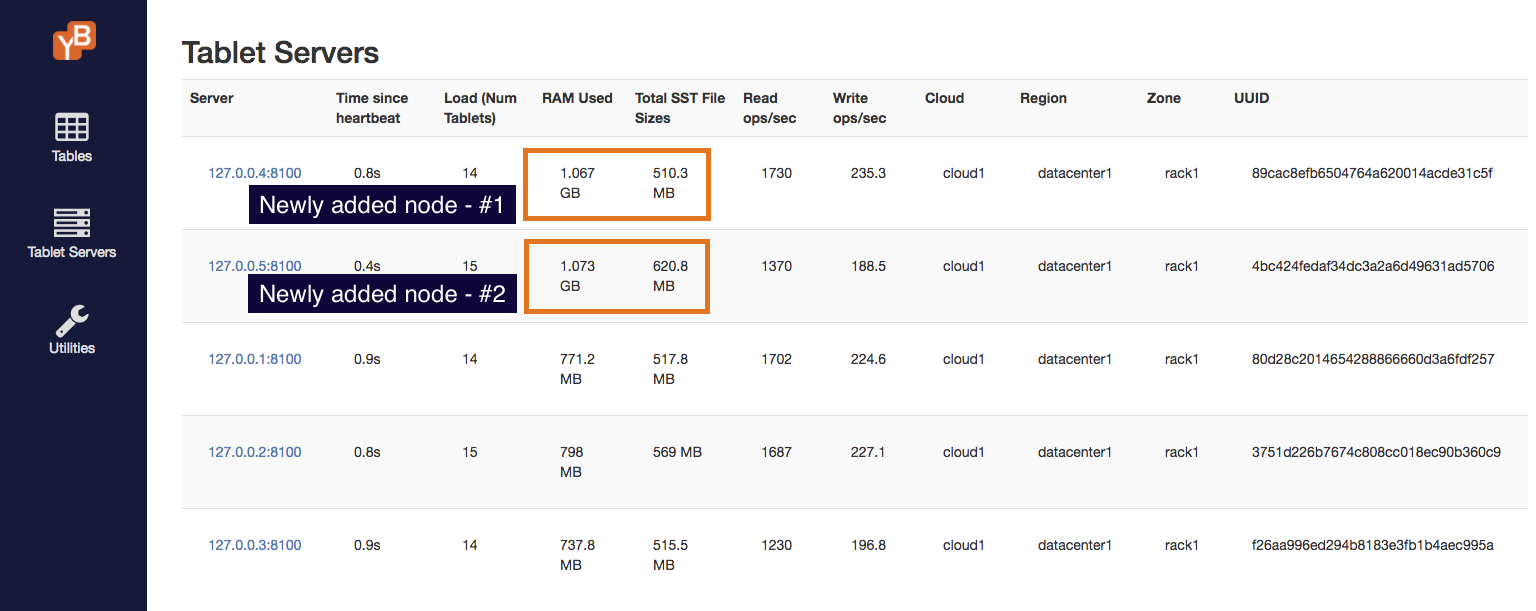 YB
Tablet Servers
Tables
Tablet Servers
Utilities
Server Time since heartbeat Load (Num Tablets) RAM Used Total SST File Sizes Read ops/sec Write ops/sec Cloud Region Zone UUID
127.0.0.4:8100 0.8s 14 1.067 GB 510.3 MB 1730 235.3 cloud1 datacenter1 rack1 89cac8efb6504764a620014acde31c5f
Newly added node - #1
127.0.0.5:8100 0.4s 15 1.073 GB 620.8 MB 1370 188.5 cloud1 datacenter1 rack1 4bc424fedaf34dc3a2a6d49631ad5706
Newly added node - #2
127.0.0.1:8100 0.9s 14 771.2 MB 517.8 MB 1702 224.6 cloud1 datacenter1 rack1 80d28c2014654288866660d3a6fdf257
127.0.0.2:8100 0.8s 15 798 MB 569 MB 1687 227.1 cloud1 datacenter1 rack1 3751d226b7674c808cc018ec90b360c9
127.0.0.3:8100 0.9s 14 737.8 MB 515.5 MB 1230 196.8 cloud1 datacenter1 rack1 f26aa996ed294b8183e3fb1b4aec995a